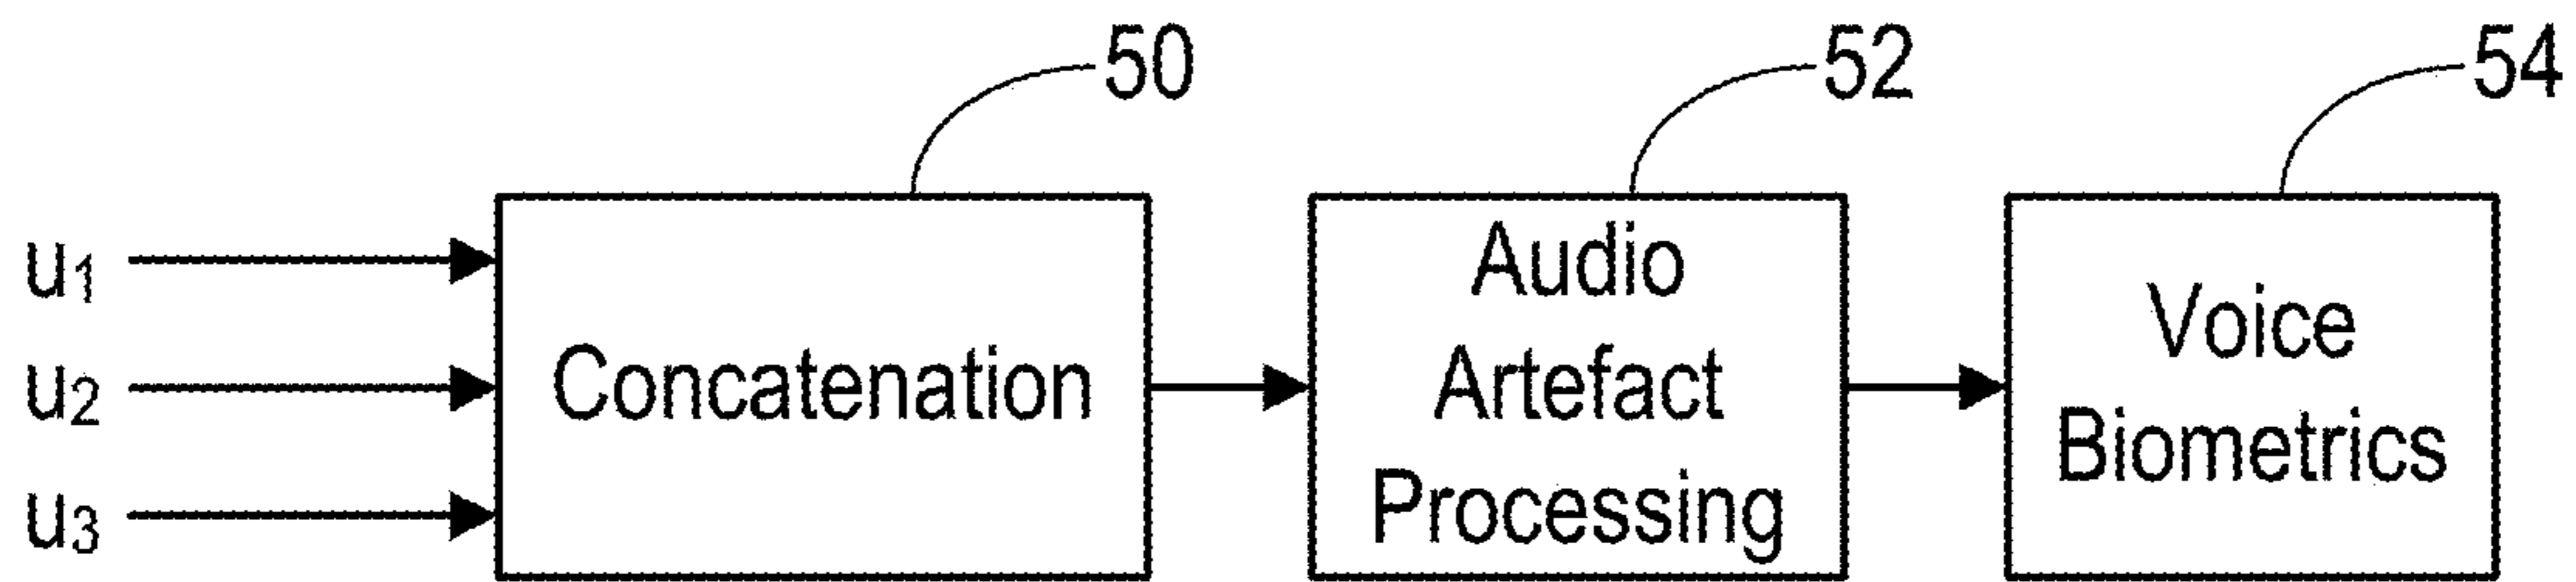 50
52
54
u1
u2
u3
Concatenation
Audio
Artefact
Processing
Voice
Biometrics